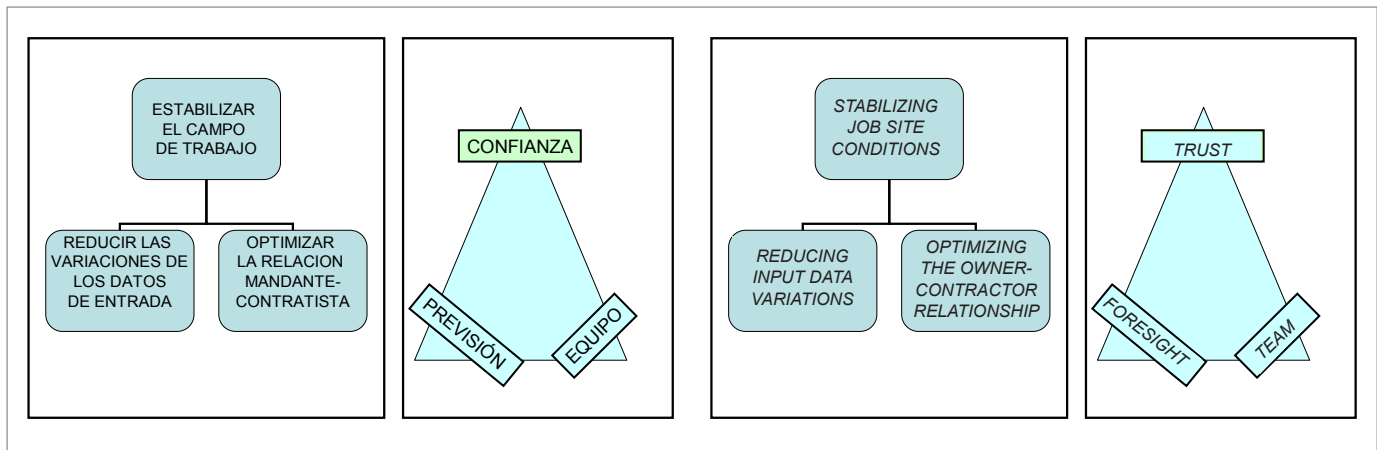 ESTABILIZAR
EL CAMPO
DE TRABAJO
REDUCIR LAS
VARIACIONES DE
LOS DATOS
DE ENTRADA
OPTIMIZAR
LA RELACION
MANDANTE-
CONTRATISTA
CONFIANZA
PREVISIÓN
EQUIPO
STABILIZING
JOB SITE
CONDITIONS
REDUCING
INPUT DATA
VARIATIONS
OPTIMIZING
THE OWNER-
CONTRACTOR
RELATIONSHIP
TRUST
FORESIGHT
TEAM